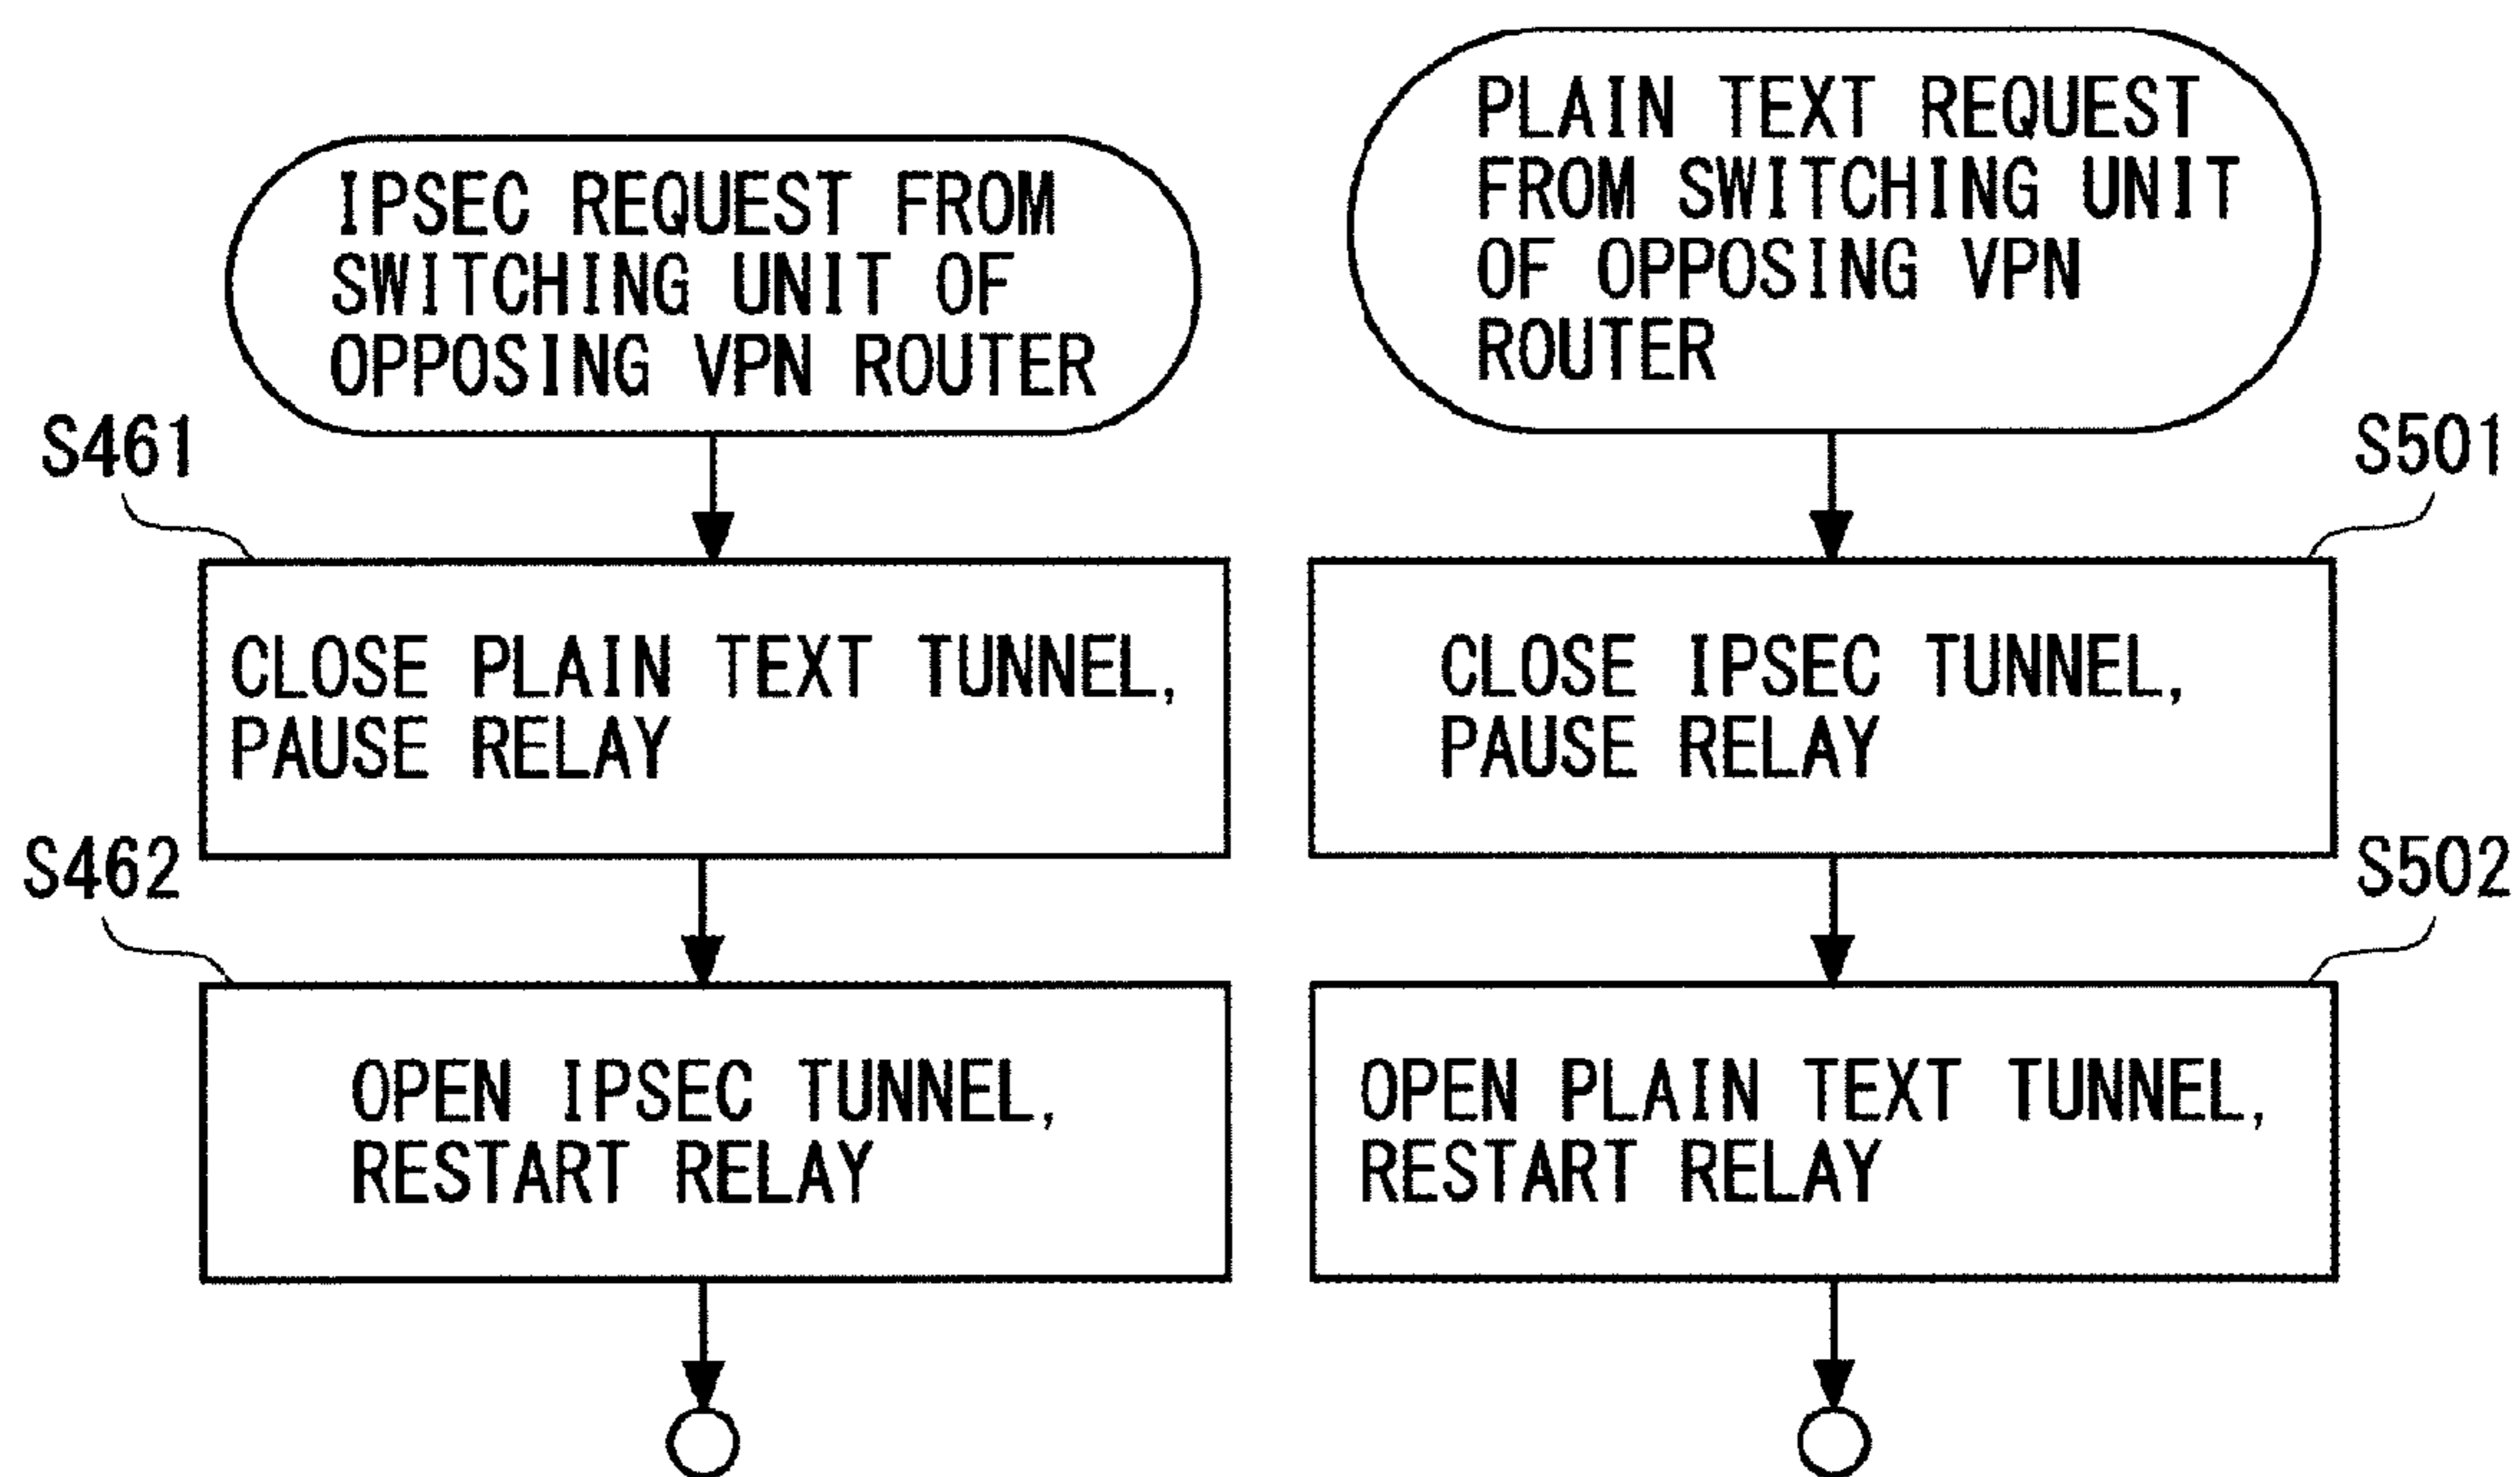 IPSEC REQUEST FROM
SWITCHING UNIT OF
OPPOSING VPN ROUTER
S461
CLOSE PLAIN TEXT TUNNEL,
PAUSE RELAY
S462
OPEN IPSEC TUNNEL,
RESTART RELAY
PLAIN TEXT REQUEST
FROM SWITCHING UNIT
OF OPPOSING VPN
ROUTER
S501
CLOSE IPSEC TUNNEL,
PAUSE RELAY
S502
OPEN PLAIN TEXT TUNNEL,
RESTART RELAY